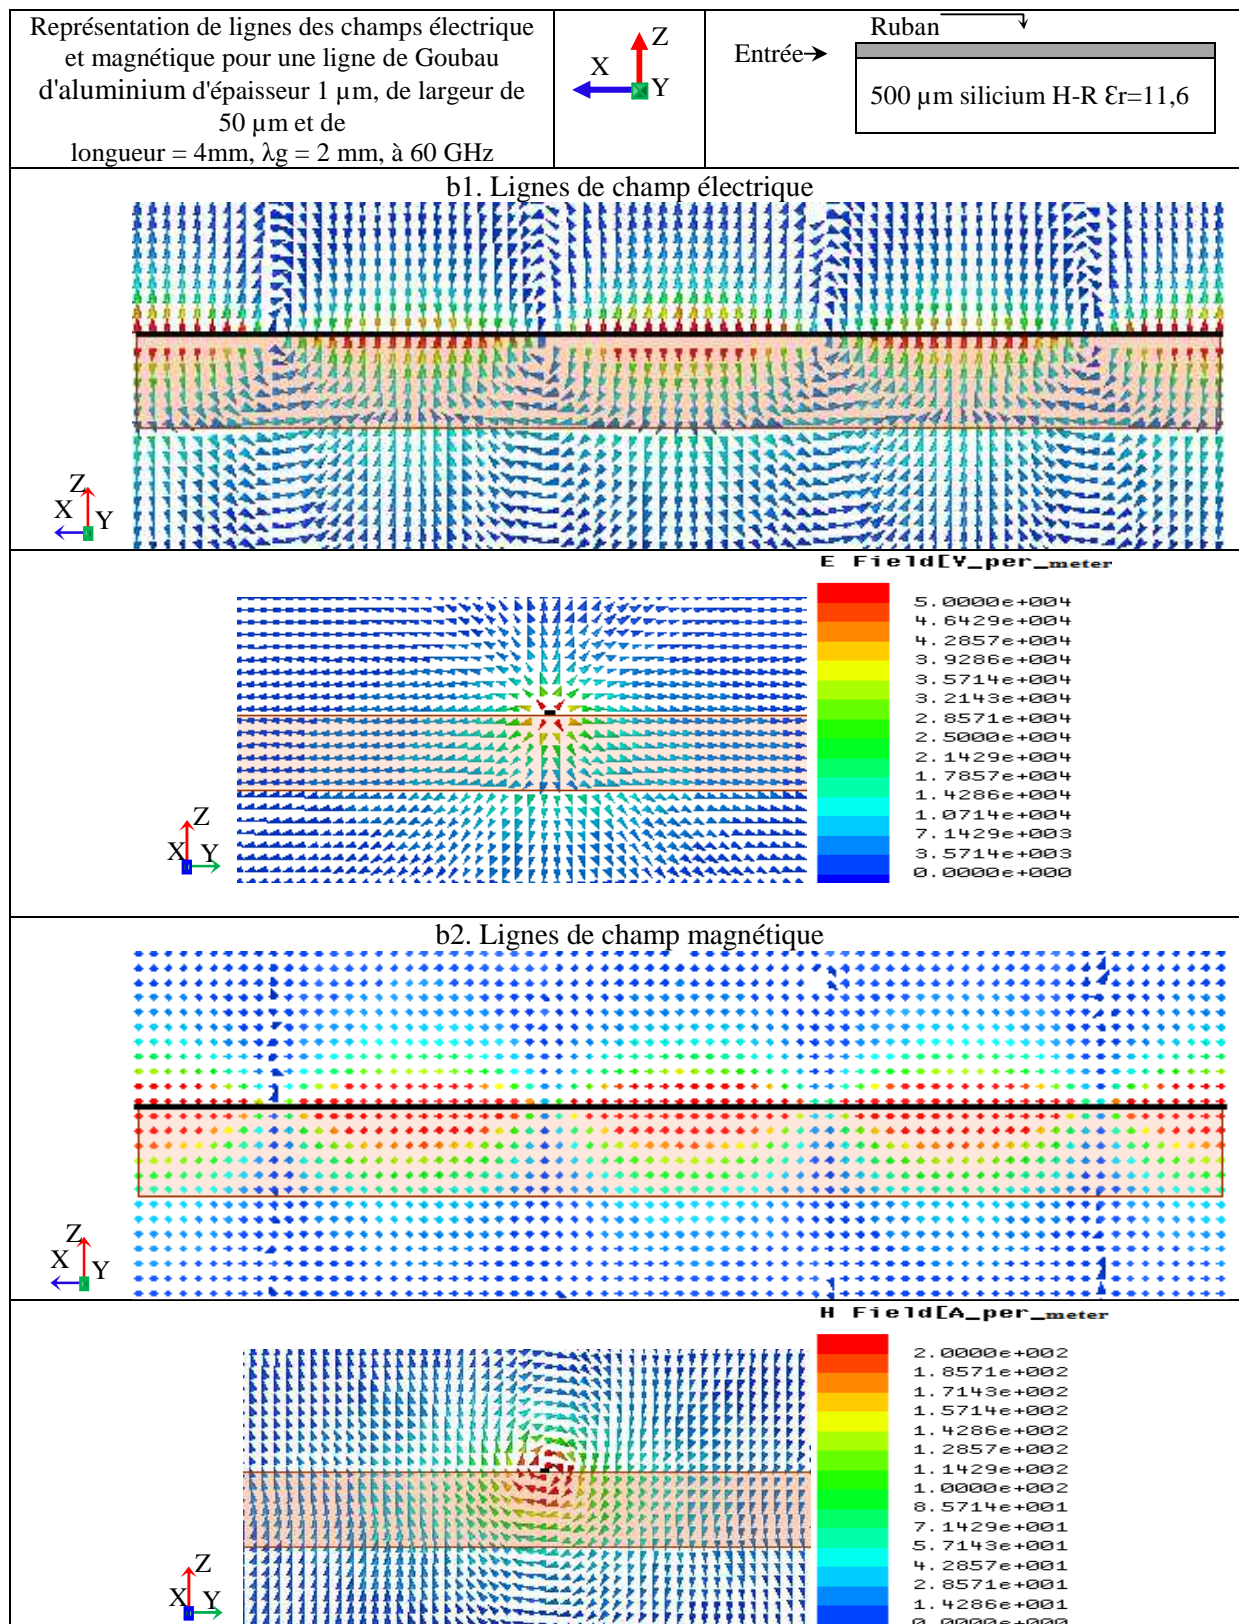 Représentation de lignes des champs électrique
et magnétique pour une ligne de Goubau
d'aluminium d'épaisseur 1 µm, de largeur de
50 µm et de
longueur = 4mm, λg = 2 mm, à 60 GHz
Z
X
Y
Ruban
Entrée
500 µm silicium H-R Ɛr=11,6
b1. Lignes de champ électrique
Z
X
Y
E Field[V_per_meter
5.0000e+004
4.6429e+004
4.2857e+004
3.9286e+004
3.5714e+004
3.2143e+004
2.8571e+004
2.5000e+004
2.1429e+004
1.7857e+004
1.4286e+004
1.0714e+004
7.1429e+003
3.5714e+003
0.0000e+000
Z
X
Y
b2. Lignes de champ magnétique
Z
X
Y
H Field[A_per_meter
2.0000e+002
1.8571e+002
1.7143e+002
1.5714e+002
1.4286e+002
1.2857e+002
1.1429e+002
1.0000e+002
8.5714e+001
7.1429e+001
5.7143e+001
4.2857e+001
2.8571e+001
1.4286e+001
0.0000e+000
Z
X
Y